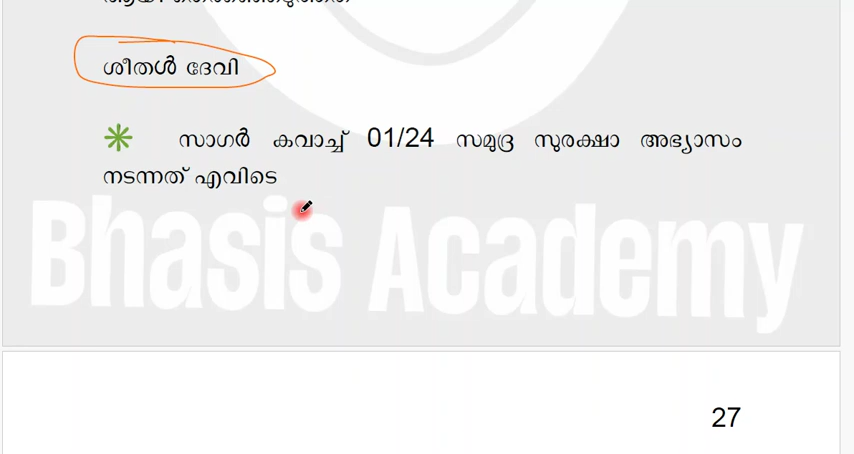 ശീതൾ ദേവി
സാഗർ കവാച്ച് 01/24 സമുദ്ര സുരക്ഷാ അഭ്യാസം
നടന്നത് എവിടെ
Bhasis Academy
27